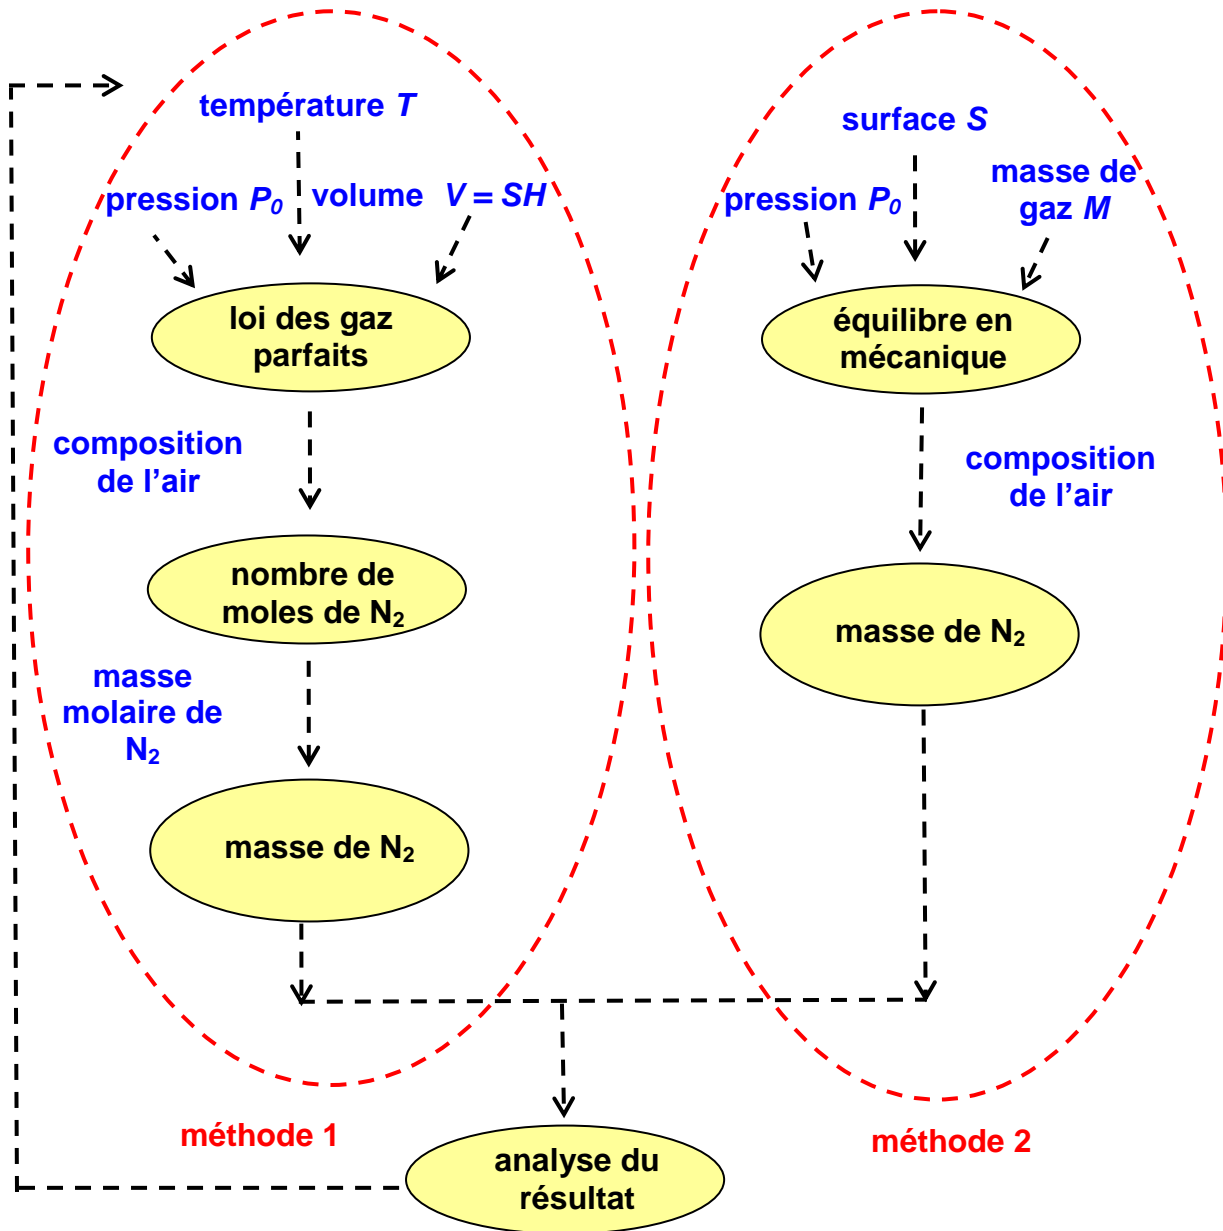 température T
pression P₀
volume V = SH
loi des gaz
parfaits
composition
de l’air
nombre de
moles de N₂
masse
molaire de
N₂
masse de N₂
méthode 1
surface S
pression P₀
masse de
gaz M
équilibre en
mécanique
composition
de l’air
masse de N₂
méthode 2
analyse du
résultat